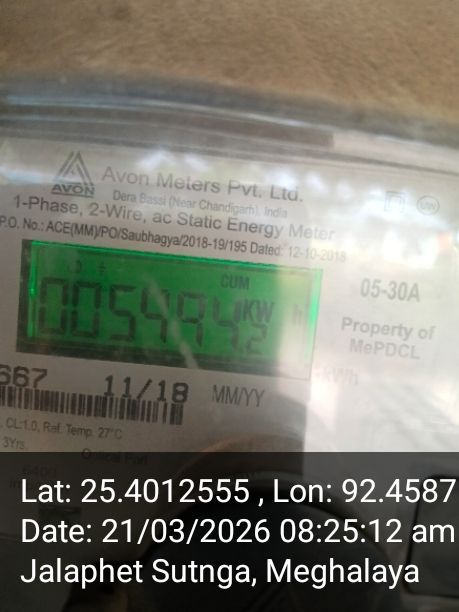 AVON
Avon Meters Pvt. Ltd.
Dera Bassi (Near Chandigarh), India
1-Phase, 2-Wire, ac Static Energy Meter
P.O. No.: ACE(MM)/PO/Saubhagya/2018-19/195 Dated: 12-10-2018
CUM
KW h
05-30A
Property of
MePDCL
kWh
667 11/18 MM/YY
CL:1.0, Ref. Temp. 27°C
3Yrs.
Optical Port
6400
Lat: 25.4012555 , Lon: 92.4587
Date: 21/03/2026 08:25:12 am
Jalaphet Sutnga, Meghalaya